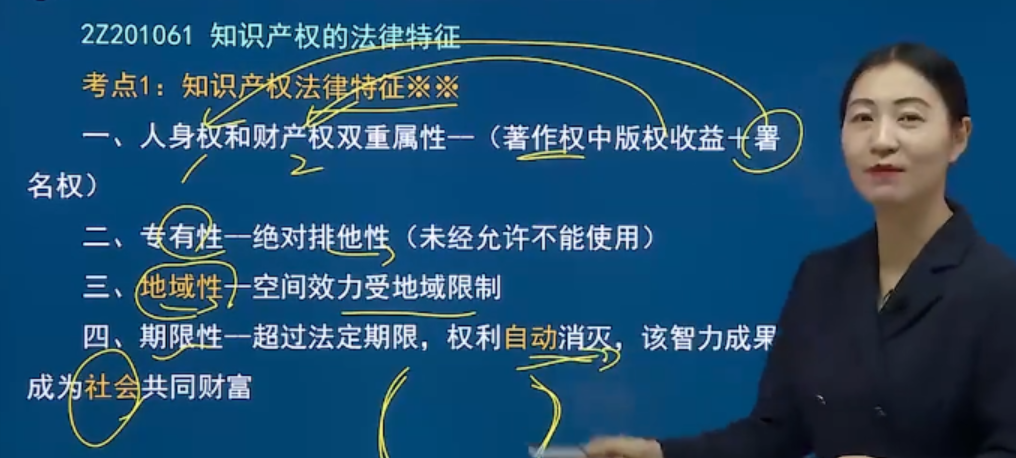 2Z201061 知识产权的法律特征
考点1：知识产权法律特征※※
一、人身权和财产权双重属性—（著作权中版权收益＋署
名权）
1
2
二、专有性—绝对排他性（未经允许不能使用）
三、地域性—空间效力受地域限制
四、期限性—超过法定期限，权利自动消灭，该智力成果
成为社会共同财富